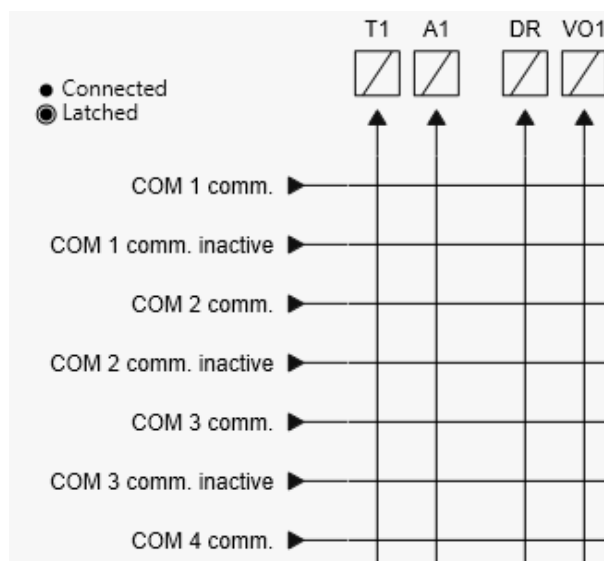 T1 A1 DR VO1
Connected
Latched
COM 1 comm.
COM 1 comm. inactive
COM 2 comm.
COM 2 comm. inactive
COM 3 comm.
COM 3 comm. inactive
COM 4 comm.